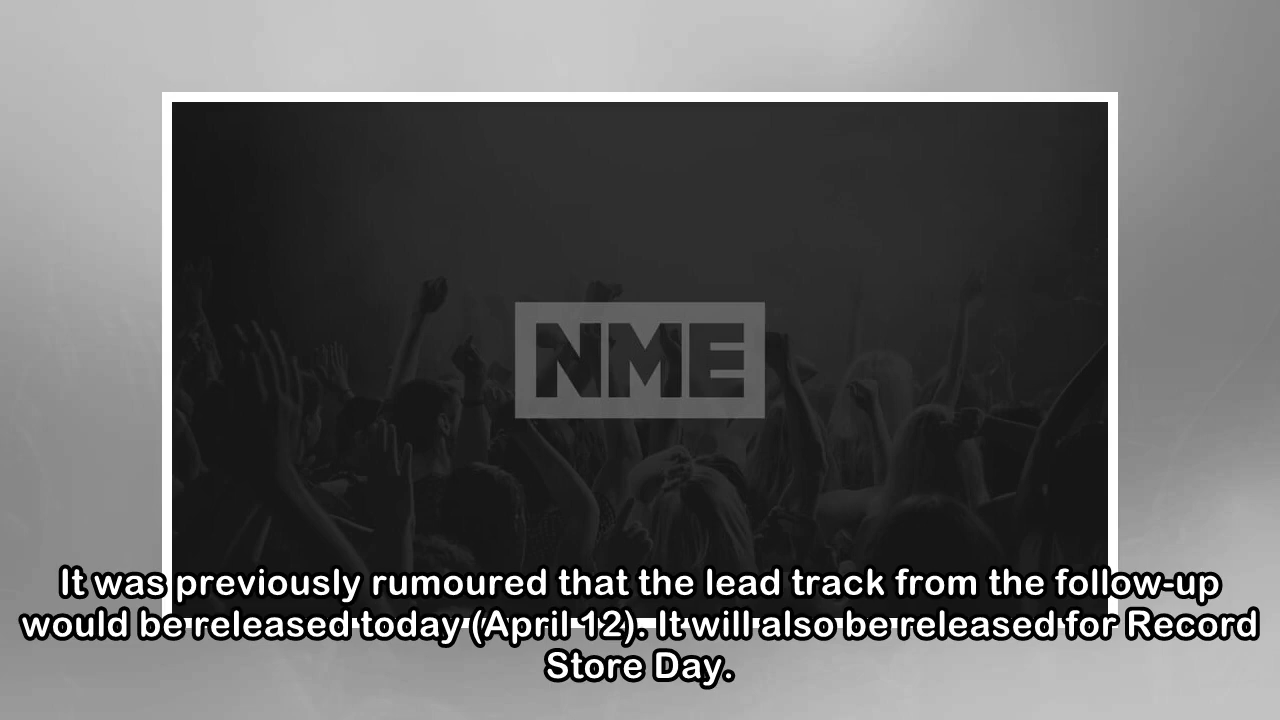 NME
It was previously rumoured that the lead track from the follow-up
would be released today (April 12). It will also be released for Record
Store Day.